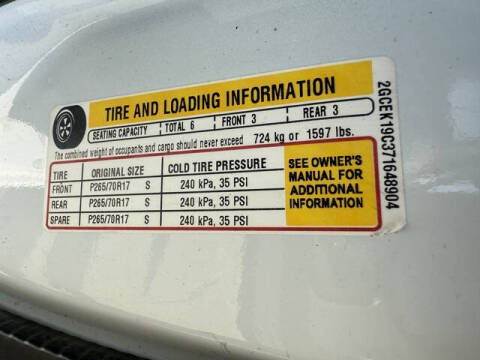 TIRE AND LOADING INFORMATION
SEATING CAPACITY TOTAL 6 FRONT 3 REAR 3
The combined weight of occupants and cargo should never exceed 724 kg or 1597 lbs.
TIRE ORIGINAL SIZE COLD TIRE PRESSURE
FRONT P265/70R17 S 240 kPa, 35 PSI
REAR P265/70R17 S 240 kPa, 35 PSI
SPARE P265/70R17 S 240 kPa, 35 PSI
SEE OWNER'S
MANUAL FOR
ADDITIONAL
INFORMATION
2GCEK19C371648904